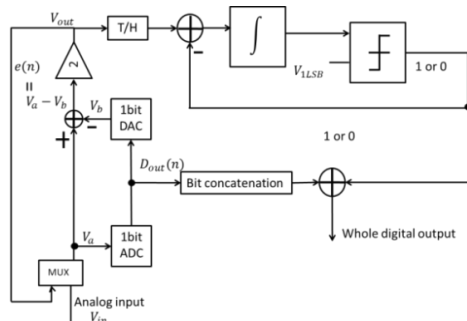 V_out
T/H
∫
e(n)
=
V_a − V_b
2
V_1LSB
1 or 0
V_b
1bit
DAC
−
−
+
1 or 0
D_out(n)
Bit concatenation
V_a
1bit
ADC
Whole digital output
MUX
Analog input
V_in